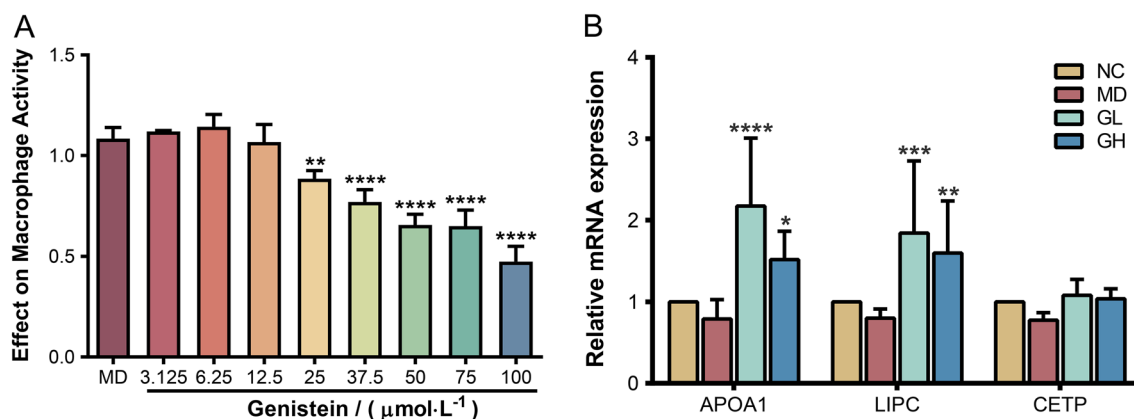 A
Effect on Macrophage Activity
1.5
1.0
0.5
0.0
**
****
****
****
****
MD 3.125 6.25 12.5 25 37.5 50 75 100
Genistein / ( μmol·L⁻¹)
B
Relative mRNA expression
4
3
2
1
0
NC
MD
GL
GH
****
*
***
**
APOA1 LIPC CETP